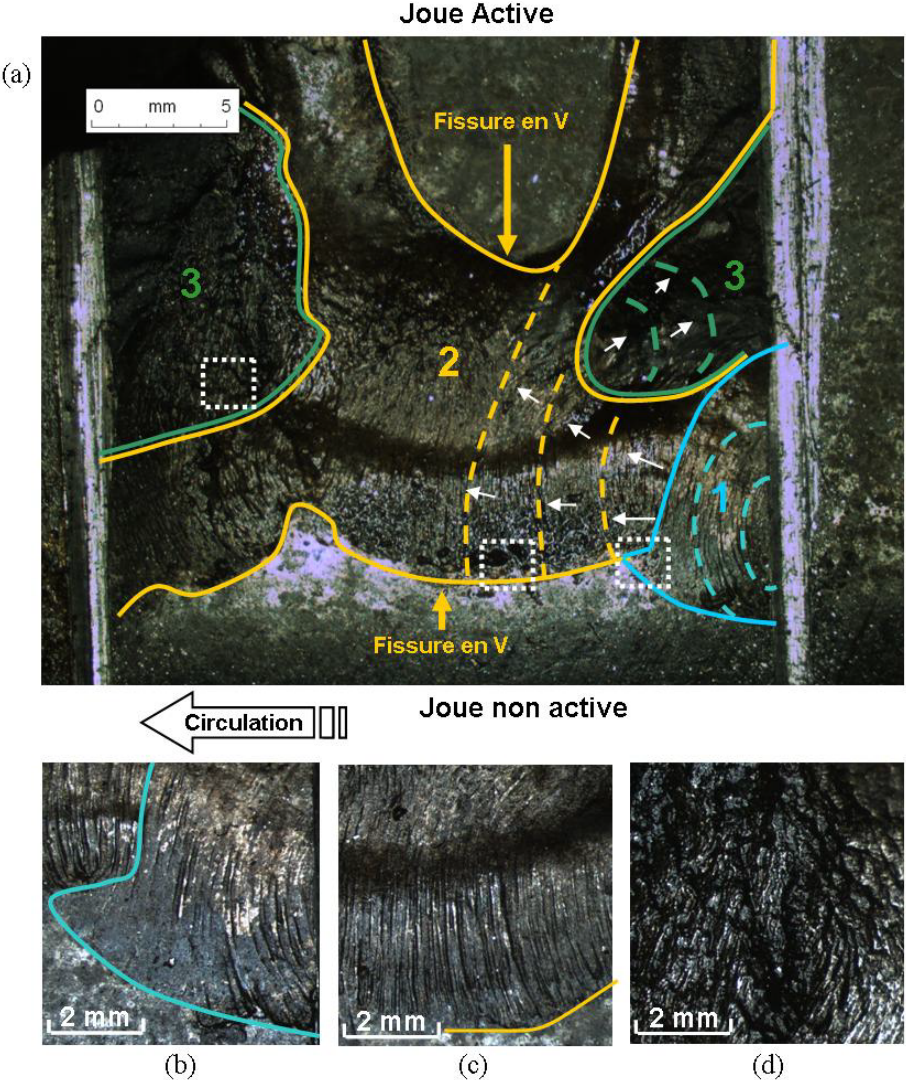 Joue Active
(a)
0 mm 5
Fissure en V
3
3
2
1
Fissure en V
Circulation
Joue non active
2 mm
2 mm
2 mm
(b)
(c)
(d)